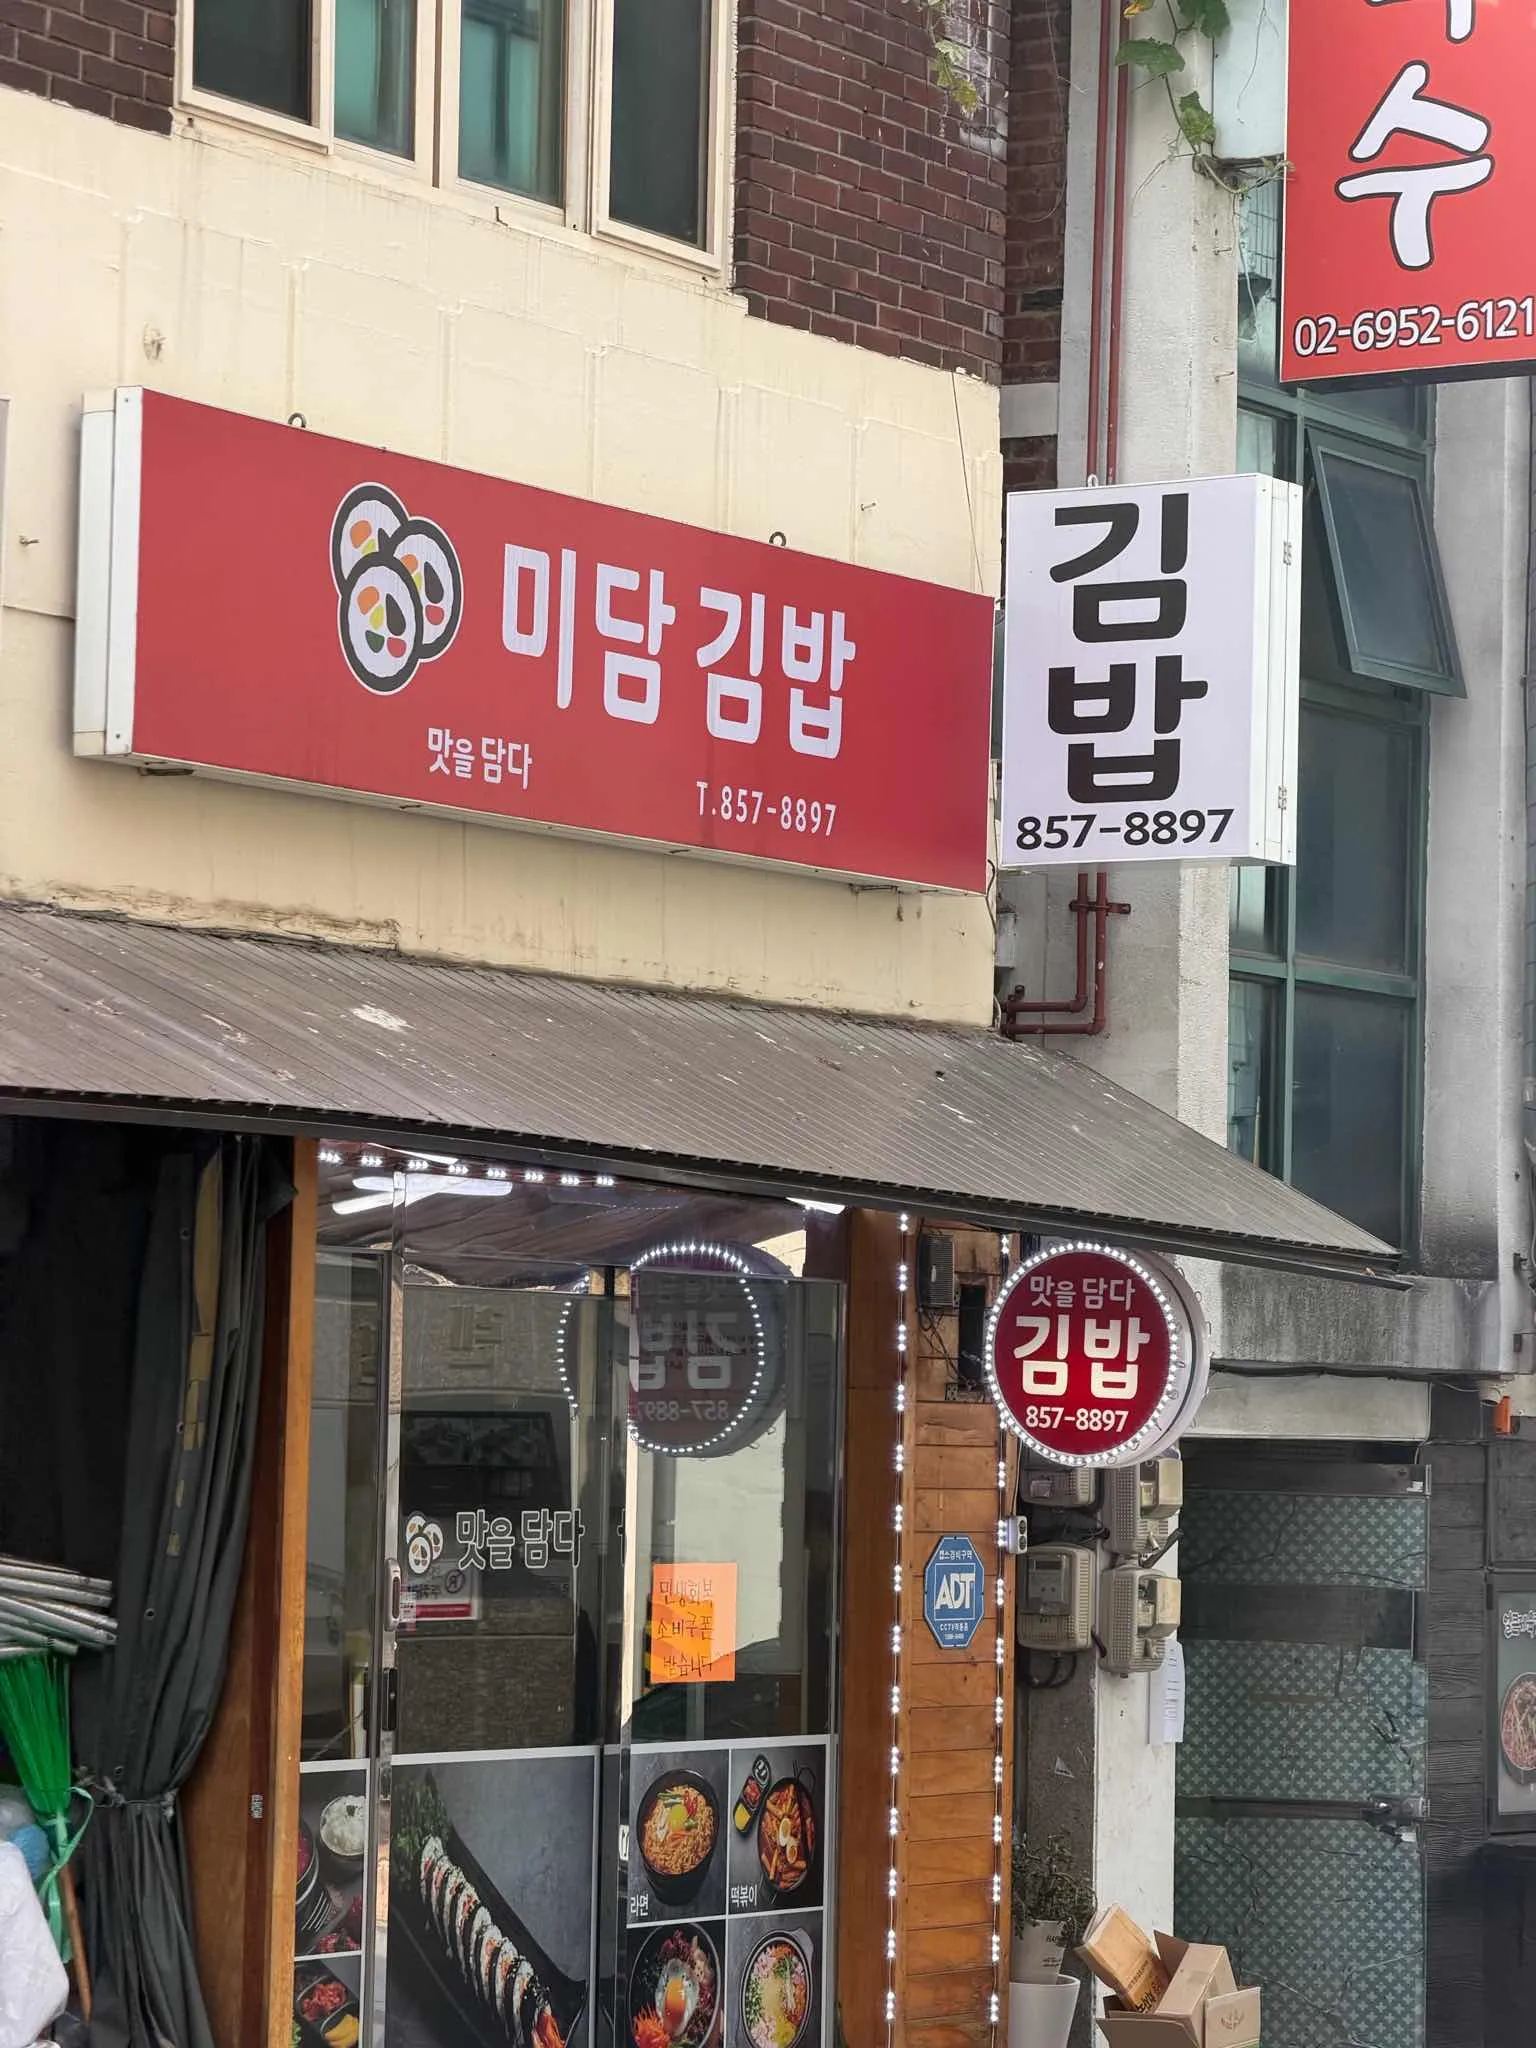 수
02-6952-6121
미담김밥
맛을 담다
T.857-8897
김
밥
857-8897
맛을 담다
김밥
857-8897
맛을 담다
민생회복
소비쿠폰
받습니다
ADT
라면
떡볶이